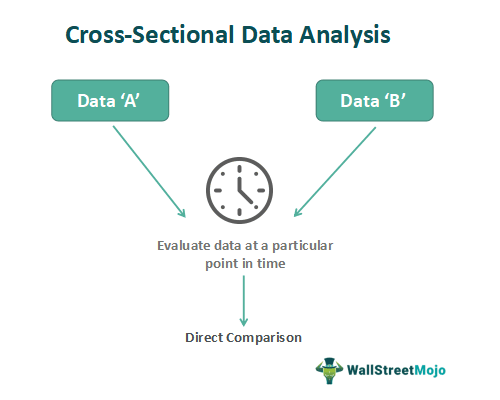 Cross-Sectional Data Analysis
Data ‘A’
Data ‘B’
Evaluate data at a particular
point in time
Direct Comparison
WallStreetMojo